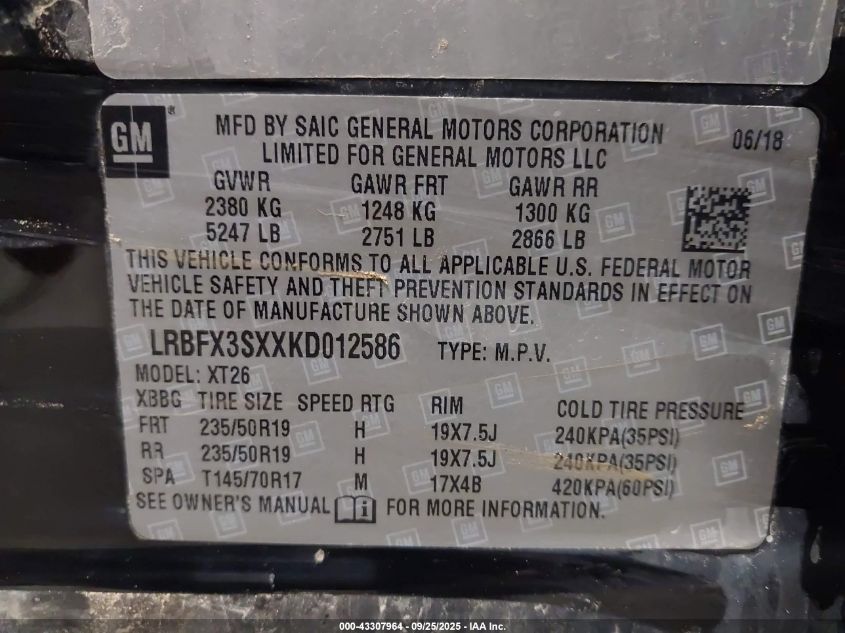 GM
MFD BY SAIC GENERAL MOTORS CORPORATION
LIMITED FOR GENERAL MOTORS LLC
06/18
GVWR GAWR FRT GAWR RR
2380 KG 1248 KG 1300 KG
5247 LB 2751 LB 2866 LB
THIS VEHICLE CONFORMS TO ALL APPLICABLE U.S. FEDERAL MOTOR
VEHICLE SAFETY AND THEFT PREVENTION STANDARDS IN EFFECT ON
THE DATE OF MANUFACTURE SHOWN ABOVE.
LRBFX3SXXKD012586 TYPE: M.P.V.
MODEL: XT26
XBBG TIRE SIZE SPEED RTG RIM COLD TIRE PRESSURE
FRT 235/50R19 H 19X7.5J 240KPA(35PSI)
RR 235/50R19 H 19X7.5J 240KPA(35PSI)
SPA T145/70R17 M 17X4B 420KPA(60PSI)
SEE OWNER'S MANUAL FOR MORE INFORMATION.
000-43307964 - 09/25/2025 - IAA Inc.